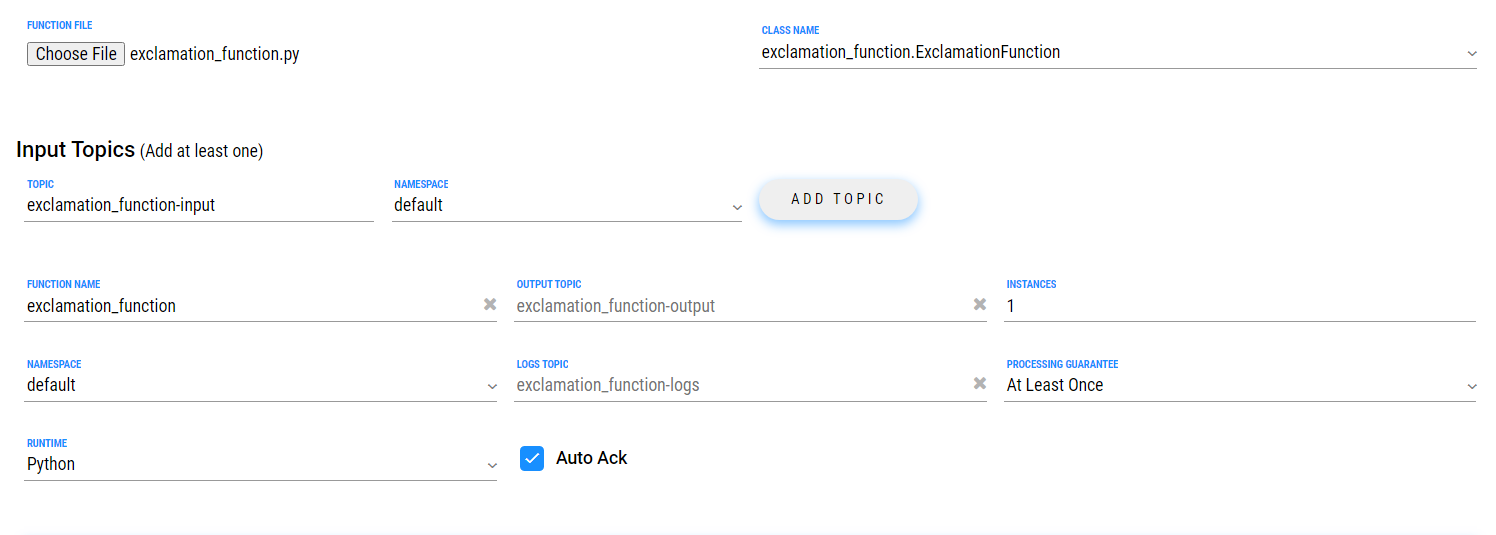 FUNCTION FILE
Choose File exclamation_function.py
CLASS NAME
exclamation_function.ExclamationFunction
Input Topics (Add at least one)
TOPIC
exclamation_function-input
NAMESPACE
default
ADD TOPIC
FUNCTION NAME
exclamation_function
OUTPUT TOPIC
exclamation_function-output
INSTANCES
1
NAMESPACE
default
LOGS TOPIC
exclamation_function-logs
PROCESSING GUARANTEE
At Least Once
RUNTIME
Python
Auto Ack